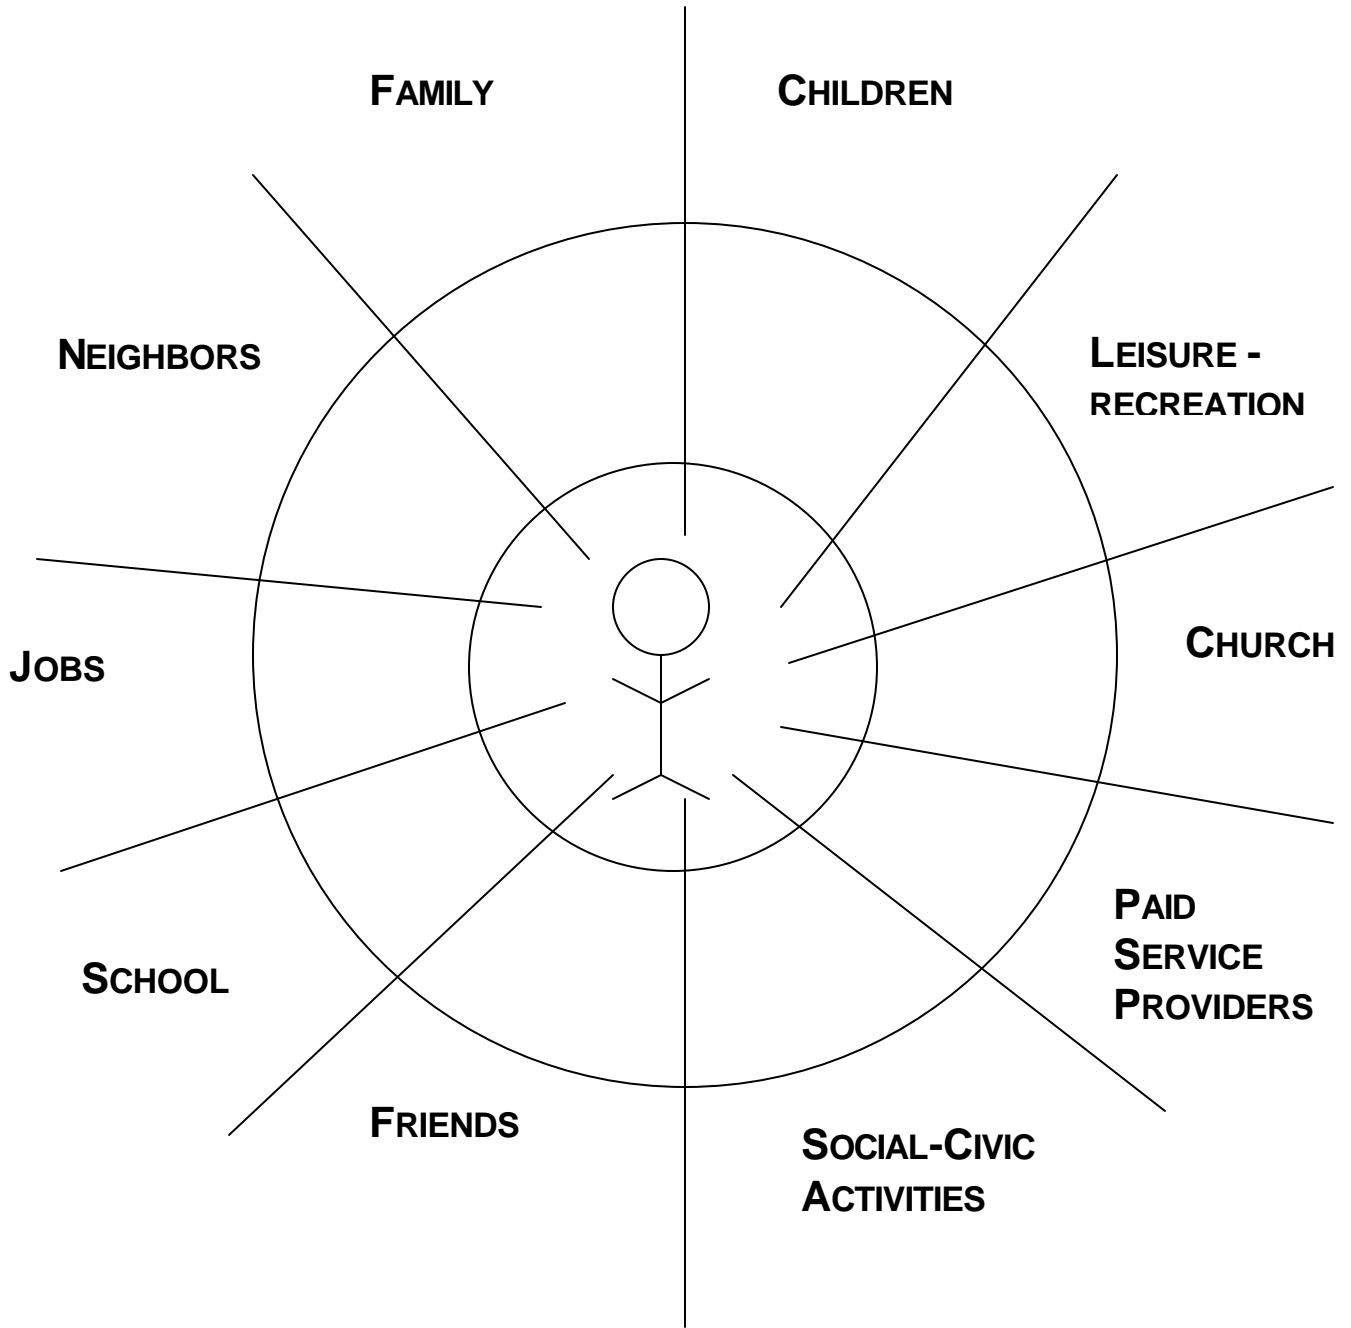 FAMILY
CHILDREN
NEIGHBORS
LEISURE -
RECREATION
JOBS
CHURCH
SCHOOL
PAID
SERVICE
PROVIDERS
FRIENDS
SOCIAL-CIVIC
ACTIVITIES